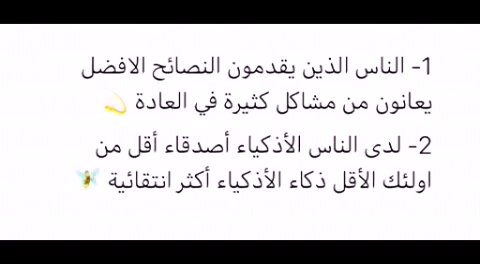 1- الناس الذين يقدمون النصائح الافضل
يعانون من مشاكل كثيرة في العادة 💫
2- لدى الناس الأذكياء أصدقاء أقل من
اولئك الأقل ذكاء الأذكياء أكثر انتقائية 🧚